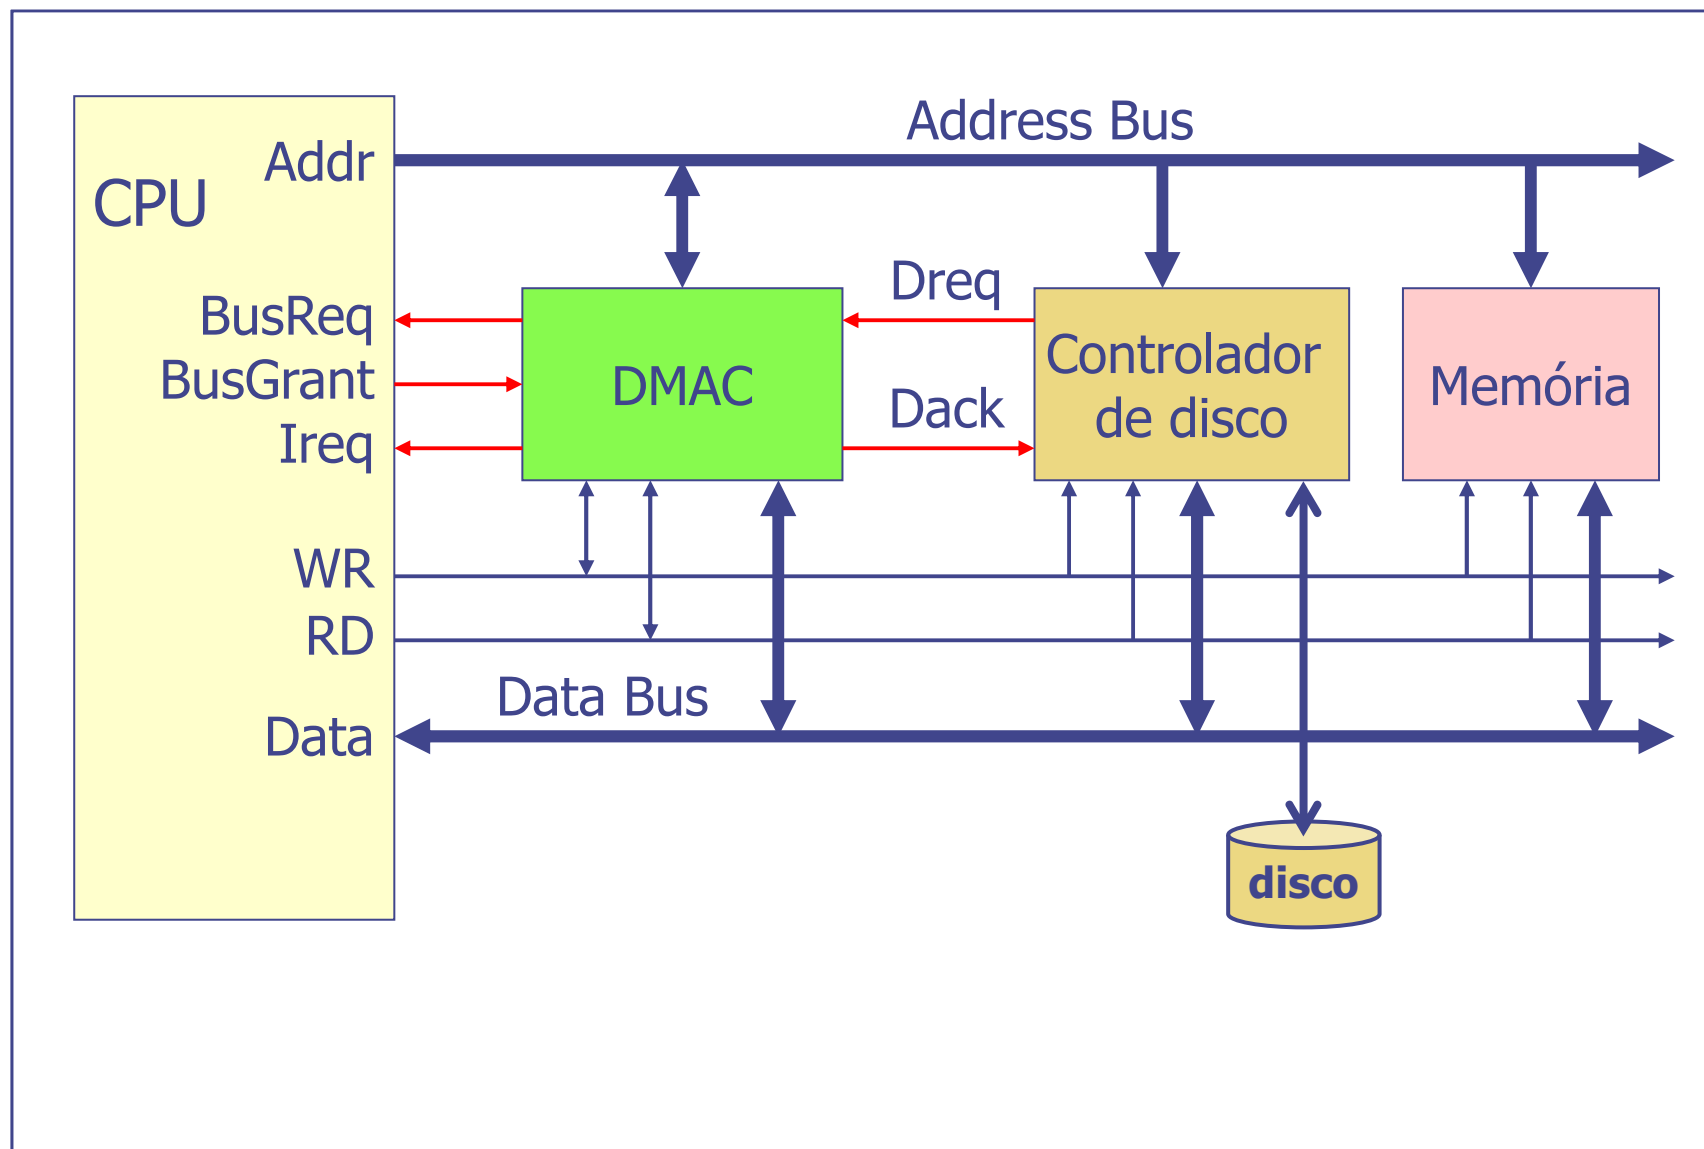 Address Bus
Addr
CPU
Dreq
BusReq
BusGrant
Ireq
DMAC
Dack
Controlador
de disco
Memória
WR
RD
Data Bus
Data
disco